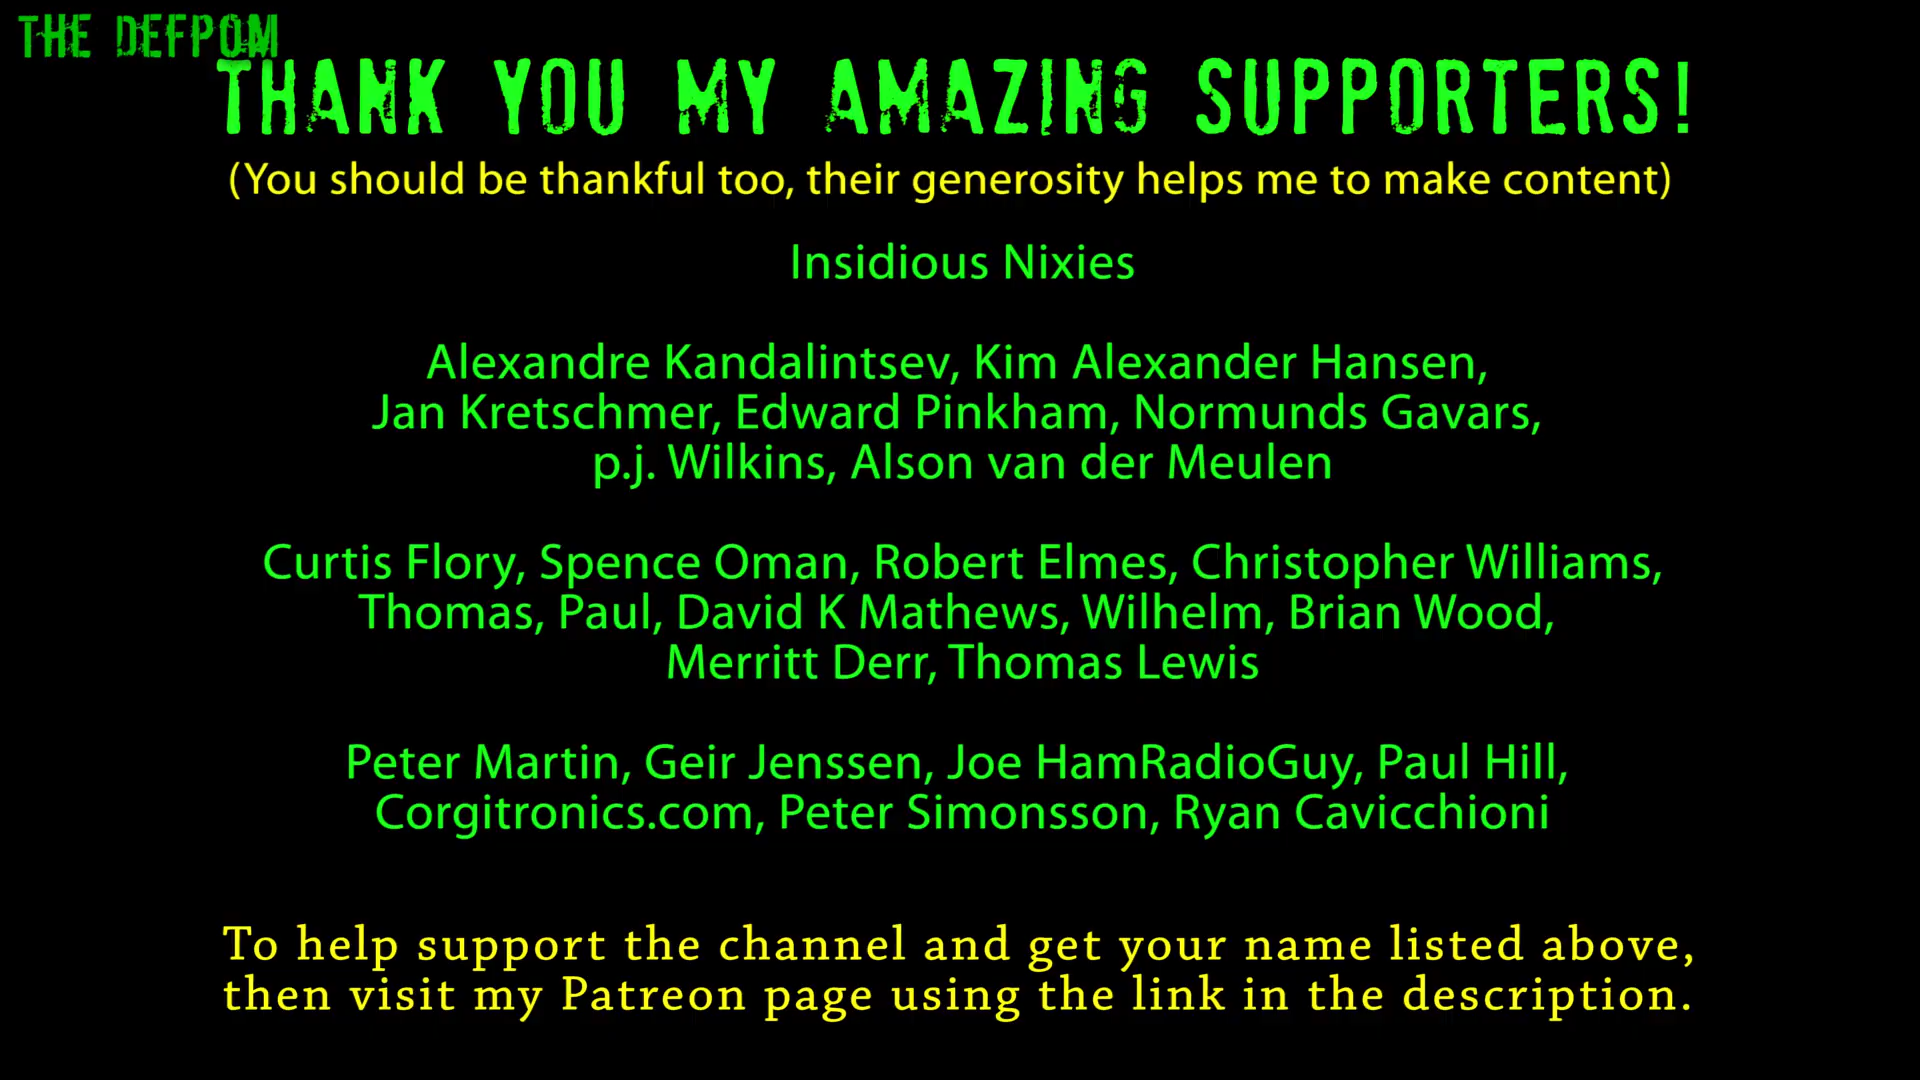 THE DEFPOM
THANK YOU MY AMAZING SUPPORTERS!
(You should be thankful too, their generosity helps me to make content)
Insidious Nixies
Alexandre Kandalintsev, Kim Alexander Hansen,
Jan Kretschmer, Edward Pinkham, Normunds Gavars,
p.j. Wilkins, Alson van der Meulen
Curtis Flory, Spence Oman, Robert Elmes, Christopher Williams,
Thomas, Paul, David K Mathews, Wilhelm, Brian Wood,
Merritt Derr, Thomas Lewis
Peter Martin, Geir Jenssen, Joe HamRadioGuy, Paul Hill,
Corgitronics.com, Peter Simonsson, Ryan Cavicchioni
To help support the channel and get your name listed above,
then visit my Patreon page using the link in the description.